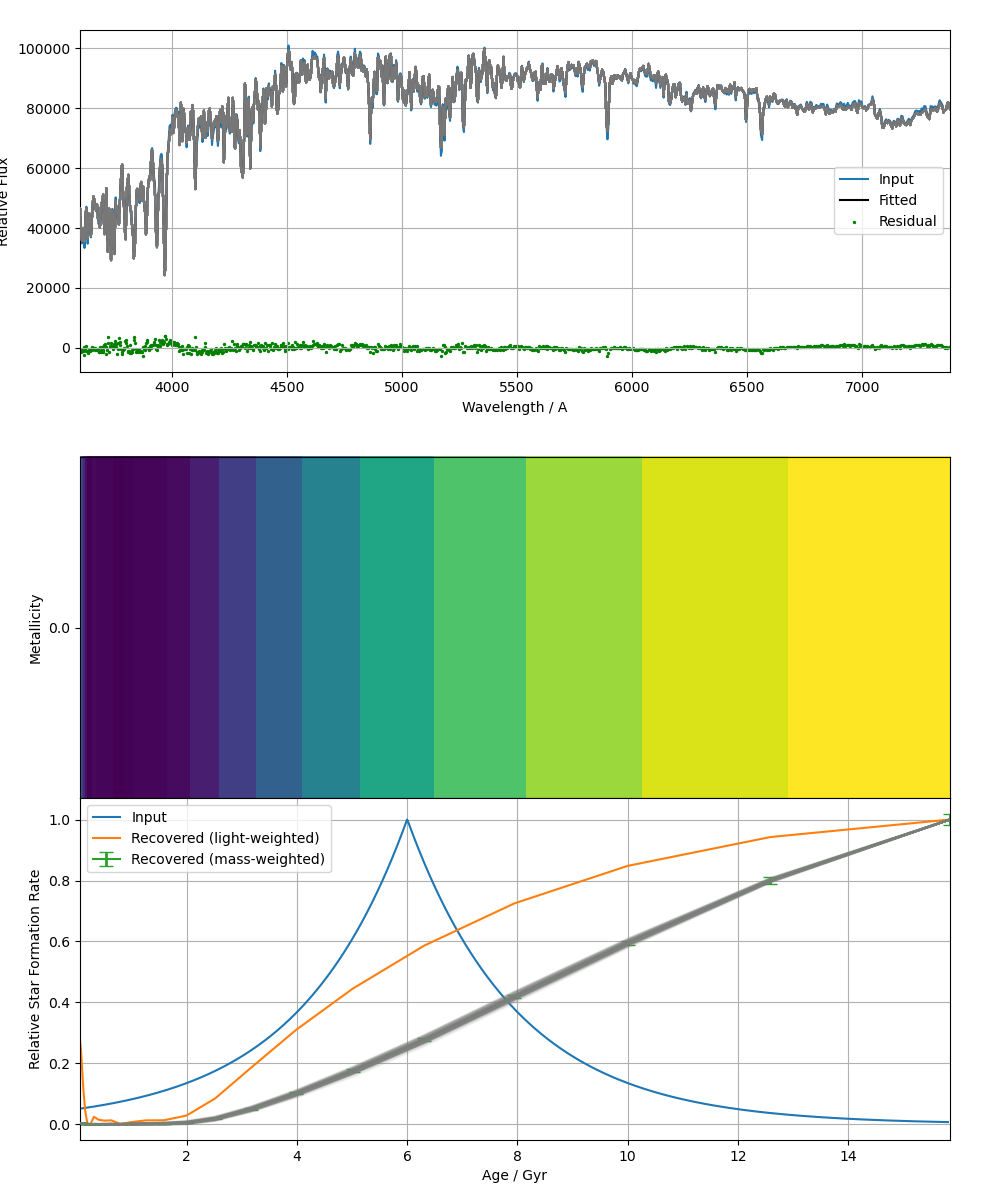 100000
80000
60000
40000
20000
0
Relative Flux
Input
Fitted
Residual
4000 4500 5000 5500 6000 6500 7000
Wavelength / A
Metallicity
0.0
Input
Recovered (light-weighted)
Recovered (mass-weighted)
1.0
0.8
0.6
0.4
0.2
0.0
Relative Star Formation Rate
2 4 6 8 10 12 14
Age / Gyr